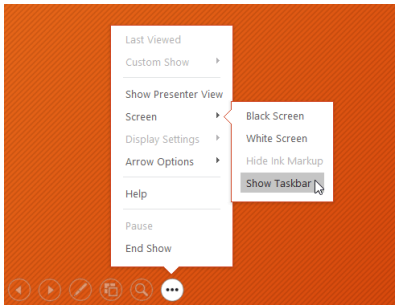 Last Viewed
Custom Show
Show Presenter View
Screen
Display Settings
Arrow Options
Help
Pause
End Show
Black Screen
White Screen
Hide Ink Markup
Show Taskbar